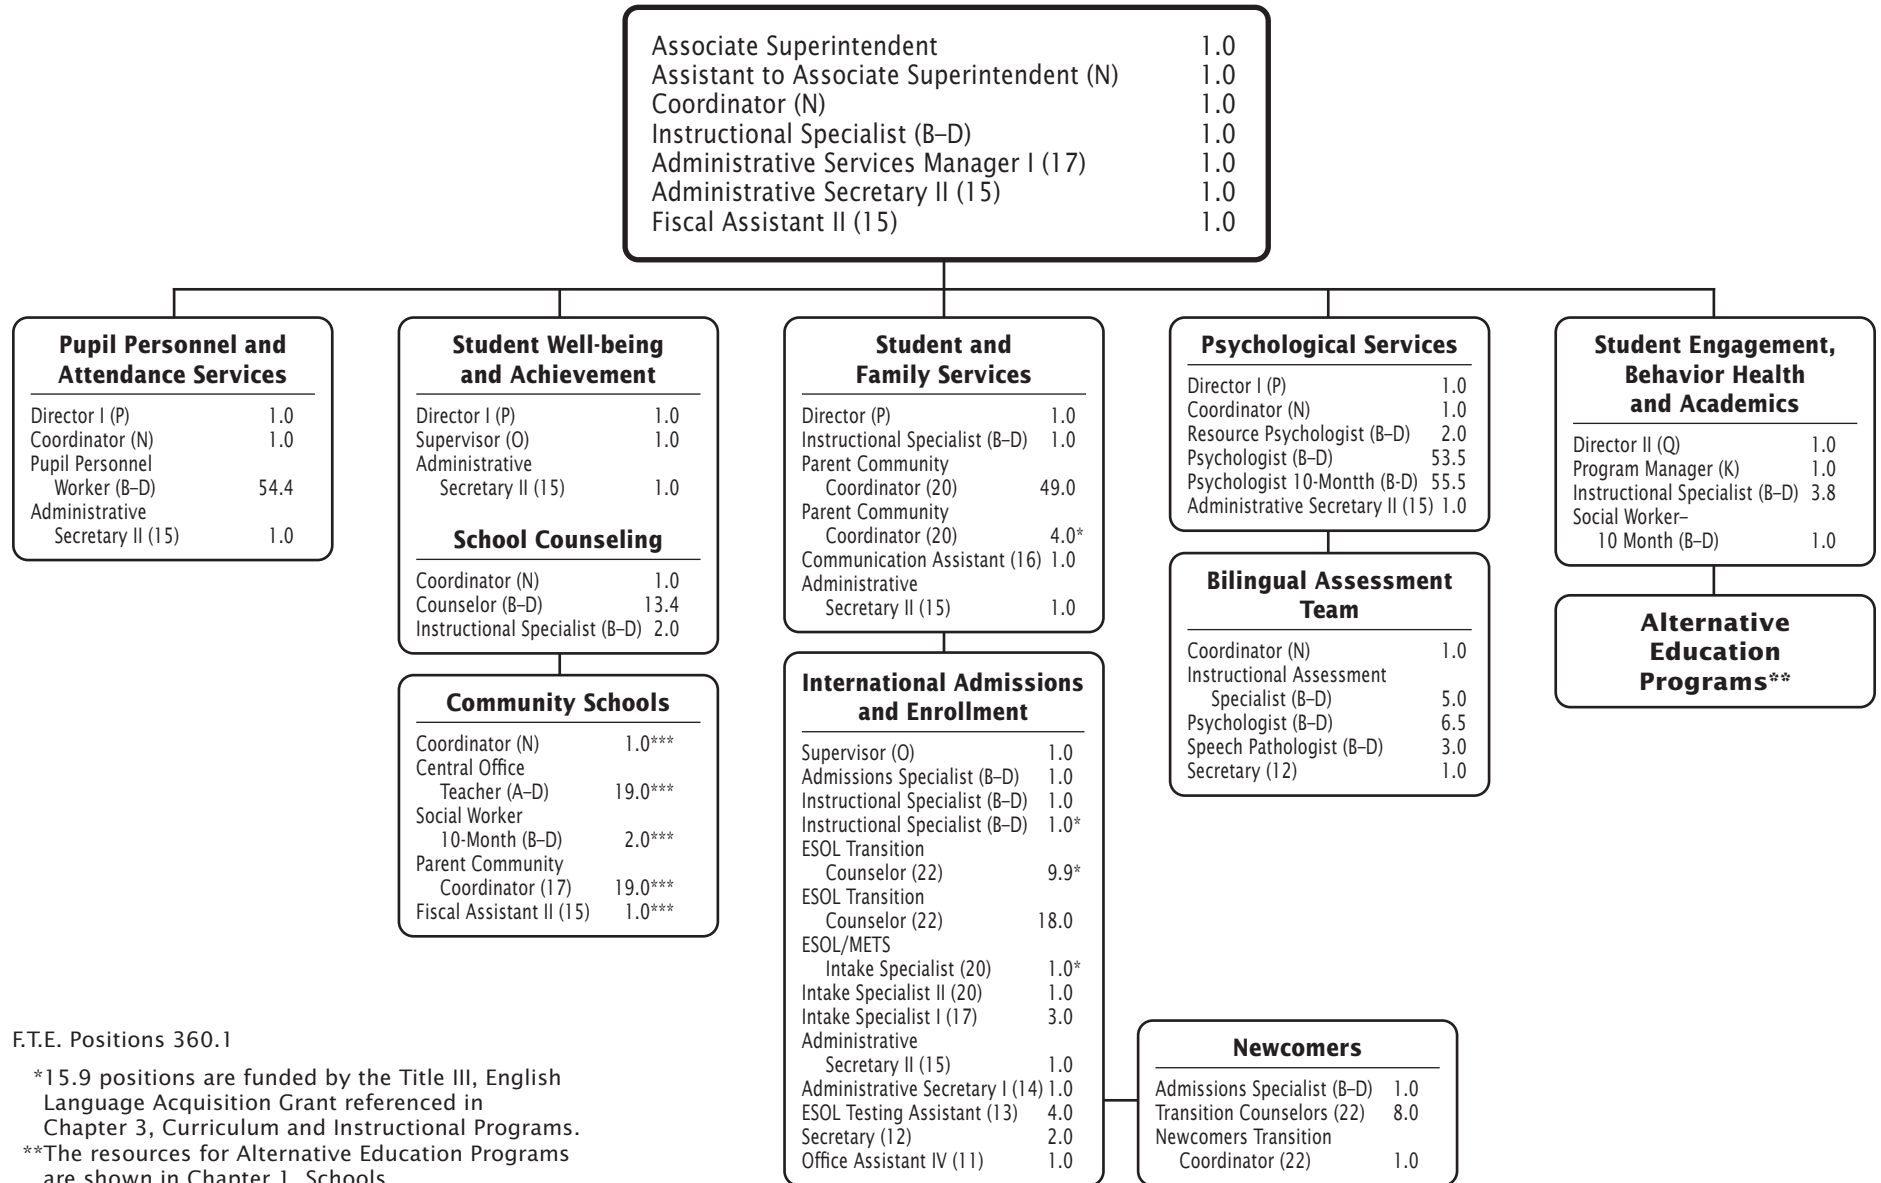 Associate Superintendent 1.0
Assistant to Associate Superintendent (N) 1.0
Coordinator (N) 1.0
Instructional Specialist (B–D) 1.0
Administrative Services Manager I (17) 1.0
Administrative Secretary II (15) 1.0
Fiscal Assistant II (15) 1.0
Pupil Personnel and
Attendance Services
Director I (P) 1.0
Coordinator (N) 1.0
Pupil Personnel
Worker (B–D) 54.4
Administrative
Secretary II (15) 1.0
Student Well-being
and Achievement
Director I (P) 1.0
Supervisor (O) 1.0
Administrative
Secretary II (15) 1.0
School Counseling
Coordinator (N) 1.0
Counselor (B–D) 13.4
Instructional Specialist (B–D) 2.0
Community Schools
Coordinator (N) 1.0***
Central Office
Teacher (A–D) 19.0***
Social Worker
10-Month (B–D) 2.0***
Parent Community
Coordinator (17) 19.0***
Fiscal Assistant II (15) 1.0***
Student and
Family Services
Director (P) 1.0
Instructional Specialist (B–D) 1.0
Parent Community
Coordinator (20) 49.0
Parent Community
Coordinator (20) 4.0*
Communication Assistant (16) 1.0
Administrative
Secretary II (15) 1.0
International Admissions
and Enrollment
Supervisor (O) 1.0
Admissions Specialist (B–D) 1.0
Instructional Specialist (B–D) 1.0
Instructional Specialist (B–D) 1.0*
ESOL Transition
Counselor (22) 9.9*
ESOL Transition
Counselor (22) 18.0
ESOL/METS
Intake Specialist (20) 1.0*
Intake Specialist II (20) 1.0
Intake Specialist I (17) 3.0
Administrative
Secretary II (15) 1.0
Administrative Secretary I (14) 1.0
ESOL Testing Assistant (13) 4.0
Secretary (12) 2.0
Office Assistant IV (11) 1.0
Newcomers
Admissions Specialist (B–D) 1.0
Transition Counselors (22) 8.0
Newcomers Transition
Coordinator (22) 1.0
Psychological Services
Director I (P) 1.0
Coordinator (N) 1.0
Resource Psychologist (B–D) 2.0
Psychologist (B–D) 53.5
Psychologist 10-Montth (B-D) 55.5
Administrative Secretary II (15) 1.0
Bilingual Assessment
Team
Coordinator (N) 1.0
Instructional Assessment
Specialist (B–D) 5.0
Psychologist (B–D) 6.5
Speech Pathologist (B–D) 3.0
Secretary (12) 1.0
Student Engagement,
Behavior Health
and Academics
Director II (Q) 1.0
Program Manager (K) 1.0
Instructional Specialist (B–D) 3.8
Social Worker–
10 Month (B–D) 1.0
Alternative
Education
Programs**
F.T.E. Positions 360.1
*15.9 positions are funded by the Title III, English
Language Acquisition Grant referenced in
Chapter 3, Curriculum and Instructional Programs.
**The resources for Alternative Education Programs
are shown in Chapter 1, Schools